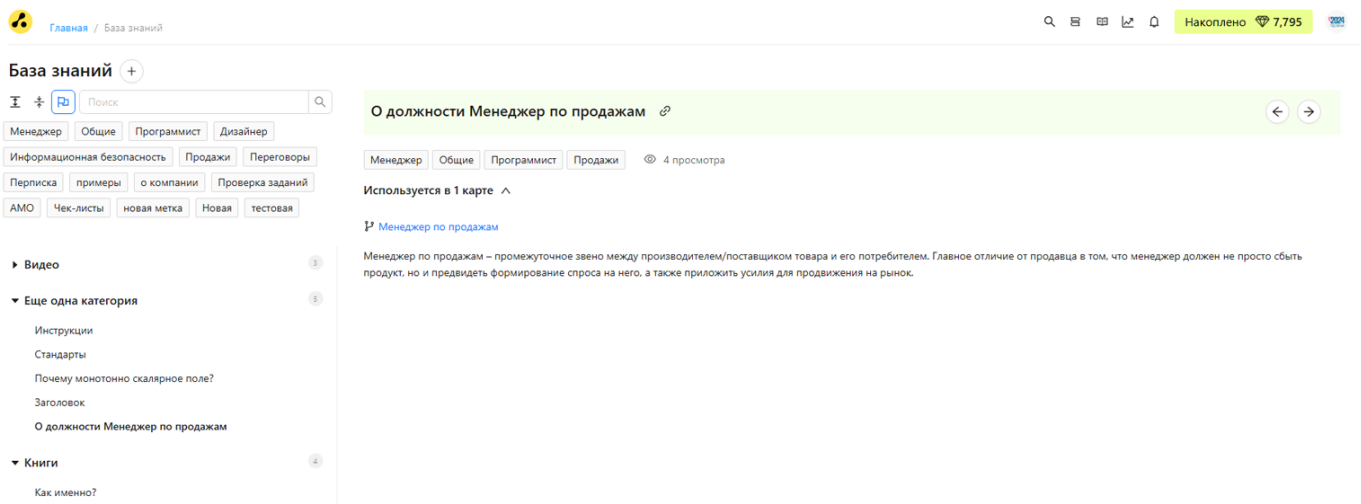 Главная / База знаний
Накоплено 7,795
2024
База знаний
Поиск
Менеджер Общие Программист Дизайнер
Информационная безопасность Продажи Переговоры
Переписка примеры о компании Проверка заданий
АМО Чек-листы новая метка Новая тестовая
Видео 3
Еще одна категория 5
Инструкции
Стандарты
Почему монотонно скалярное поле?
Заголовок
О должности Менеджер по продажам
Книги 4
Как именно?
О должности Менеджер по продажам
Менеджер Общие Программист Продажи 4 просмотра
Используется в 1 карте
Менеджер по продажам
Менеджер по продажам – промежуточное звено между производителем/поставщиком товара и его потребителем. Главное отличие от продавца в том, что менеджер должен не просто сбыть
продукт, но и предвидеть формирование спроса на него, а также приложить усилия для продвижения на рынок.